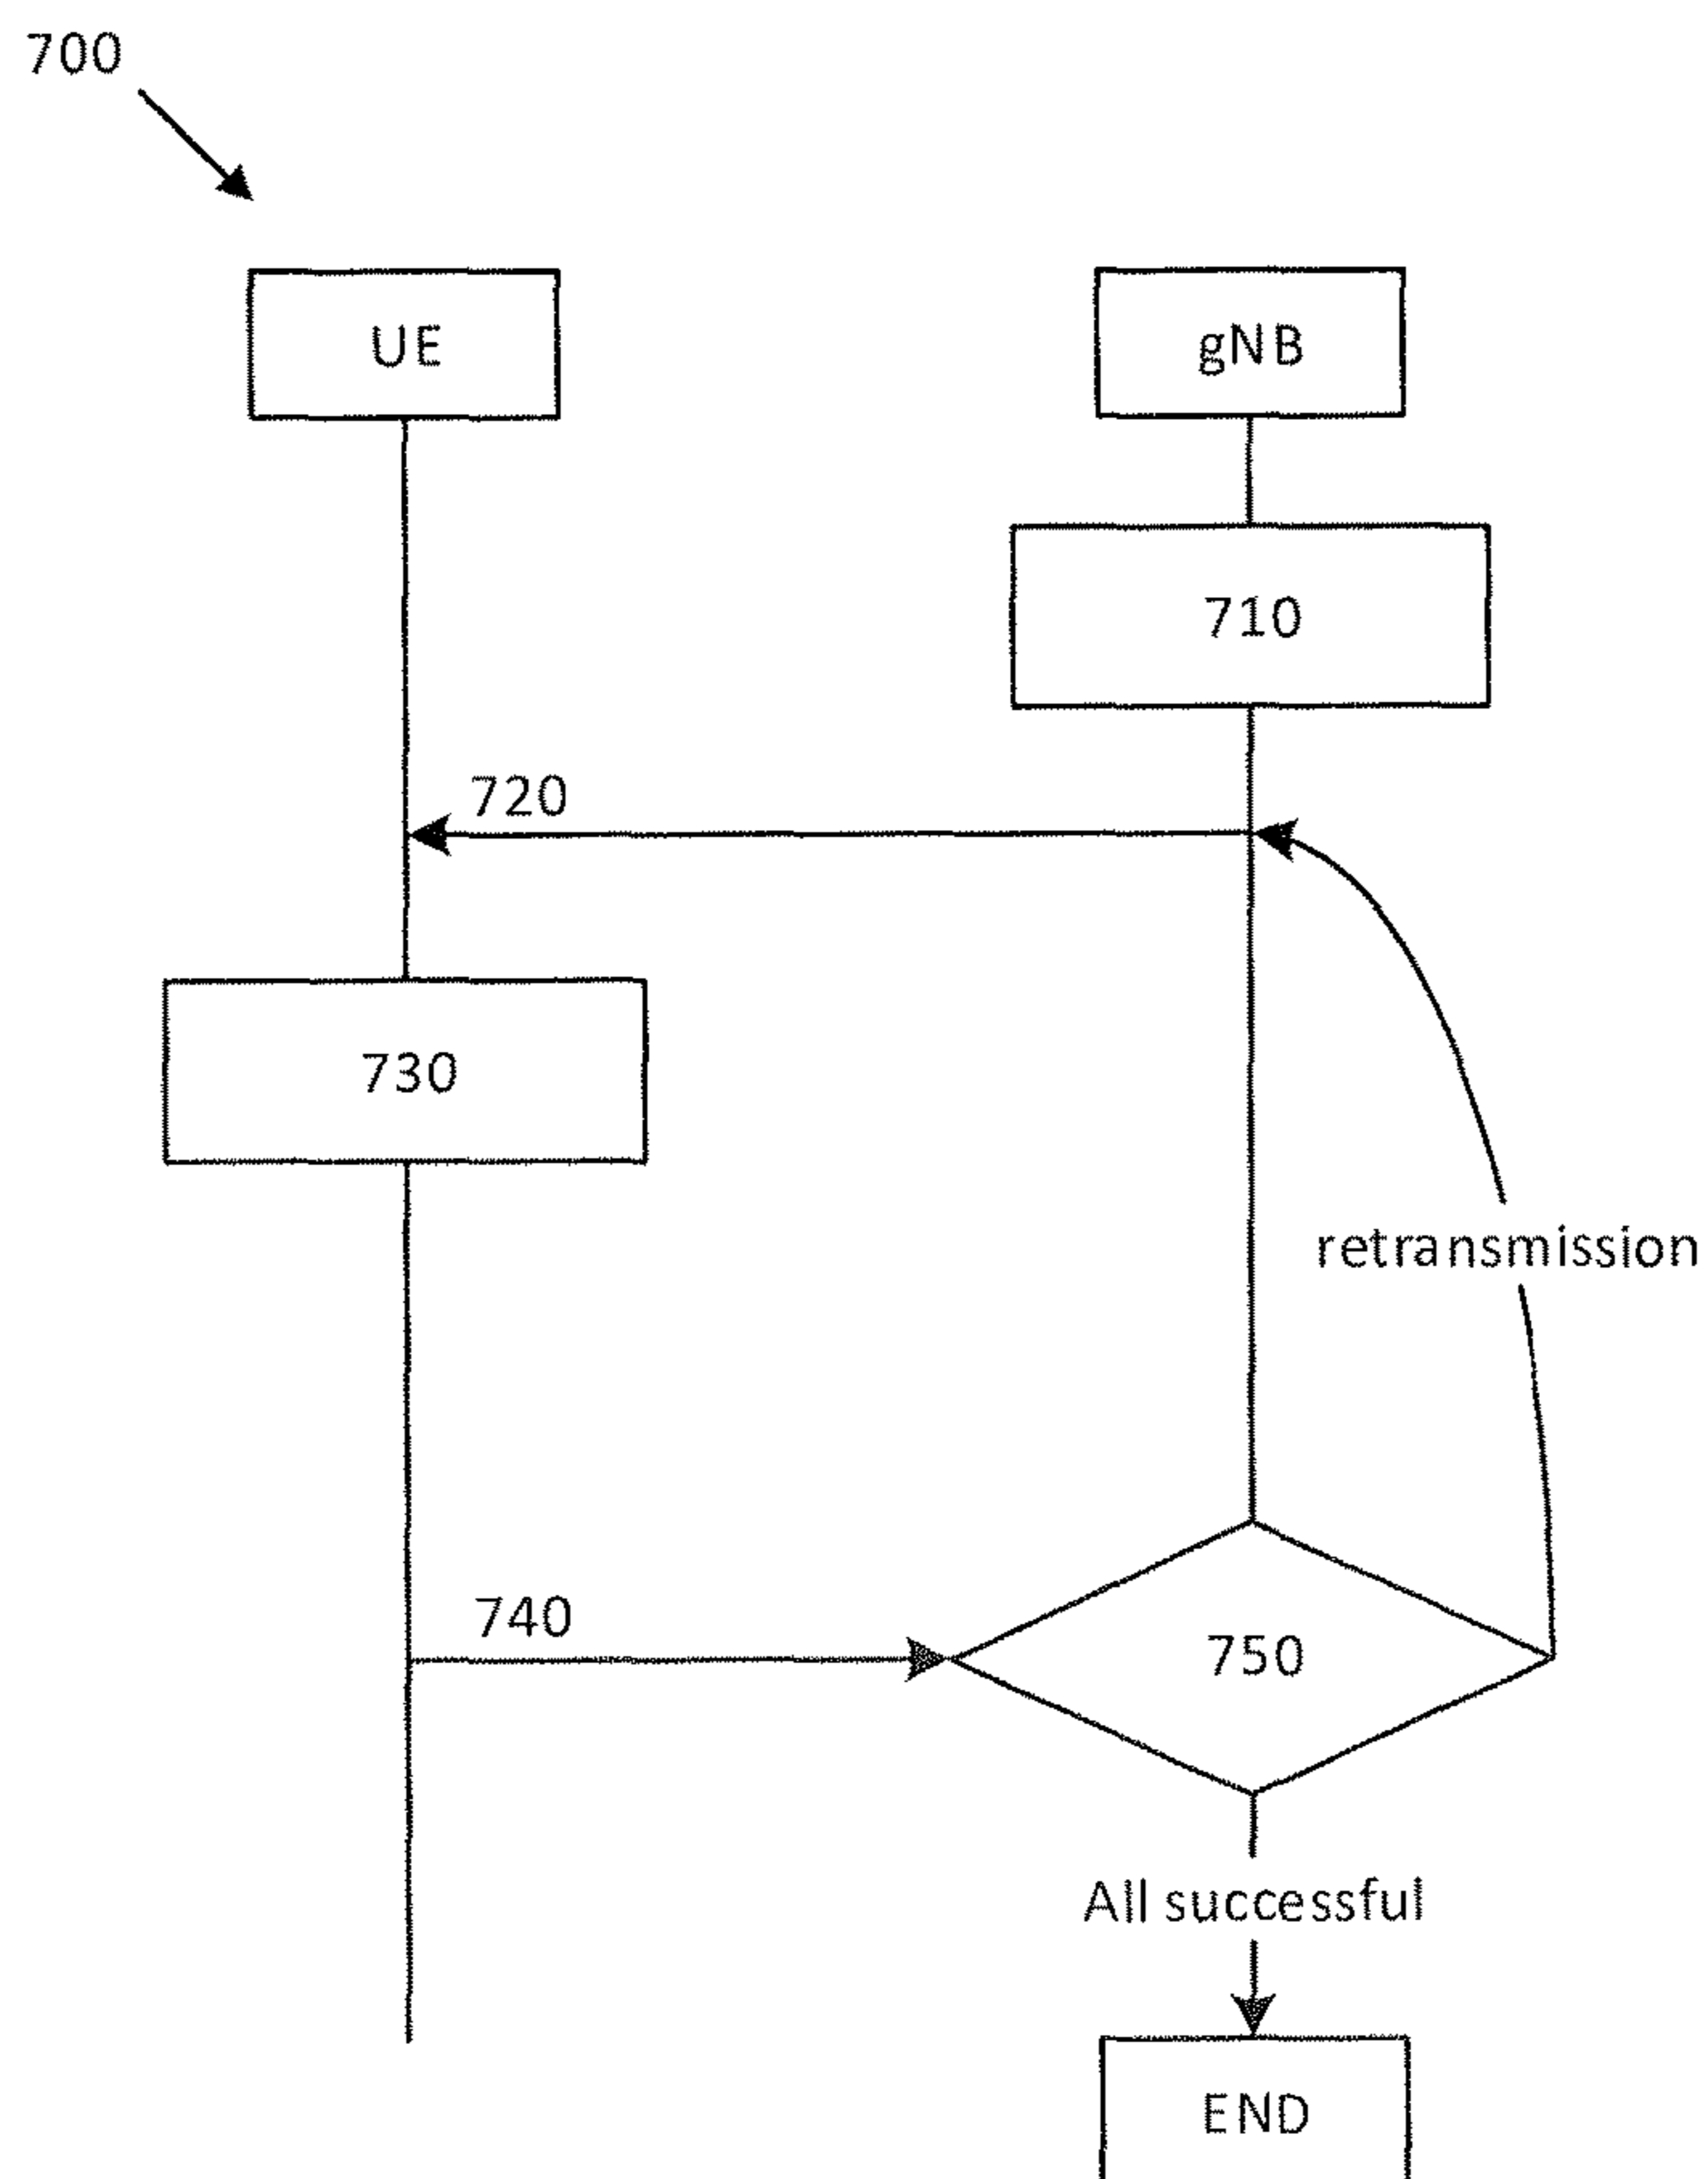 700
UE
gNB
710
720
730
retransmission
740
750
All successful
END